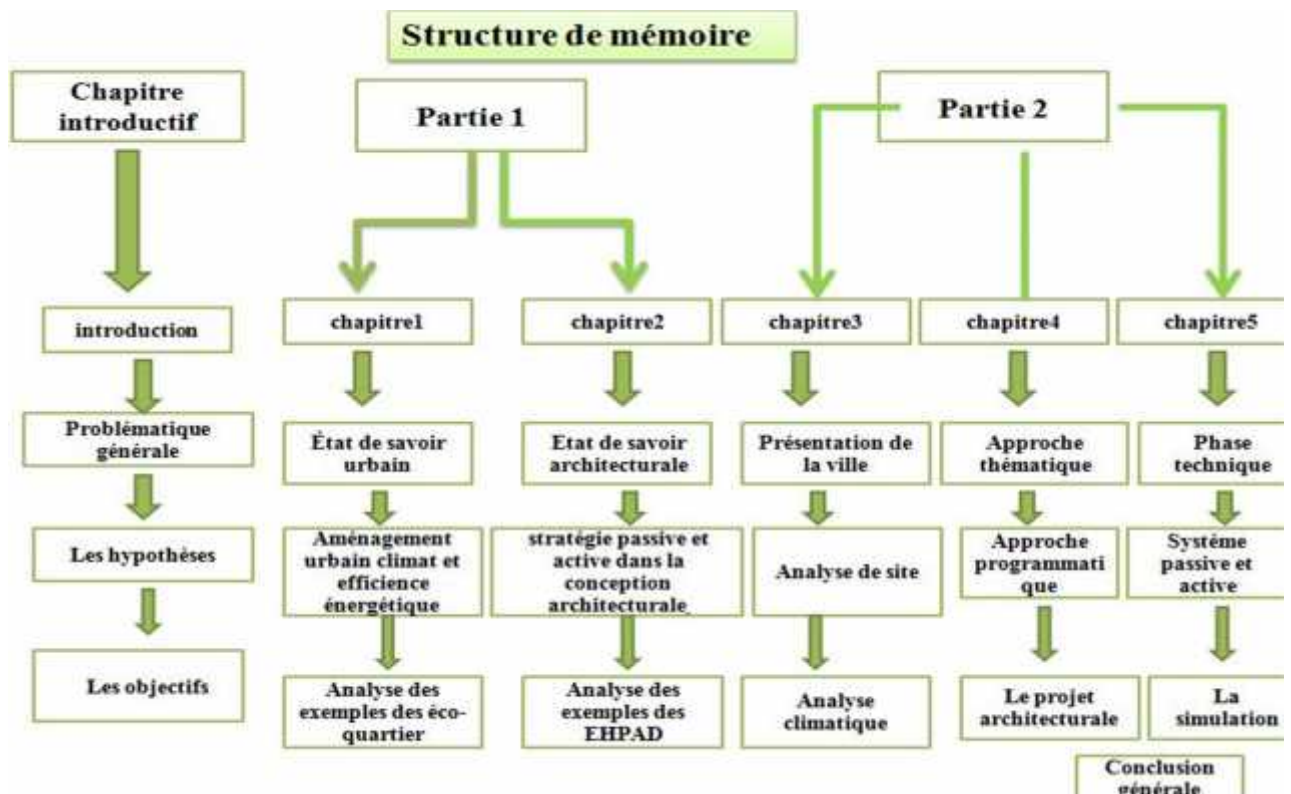 Structure de mémoire
Chapitre
introductif
Partie 1
Partie 2
introduction
chapitre1
chapitre2
chapitre3
chapitre4
chapitre5
Problématique
générale
État de savoir
urbain
Etat de savoir
architecturale
Présentation de
la ville
Approche
thématique
Phase
technique
Les hypothèses
Aménagement
urbain climat et
efficience
énergétique
stratégie passive et
active dans la
conception
architecturale
Analyse de site
Approche
programmati
que
Système
passive et
active
Les objectifs
Analyse des
exemples des éco-
quartier
Analyse des
exemples des
EHPAD
Analyse
climatique
Le projet
architecturale
La
simulation
Conclusion
générale